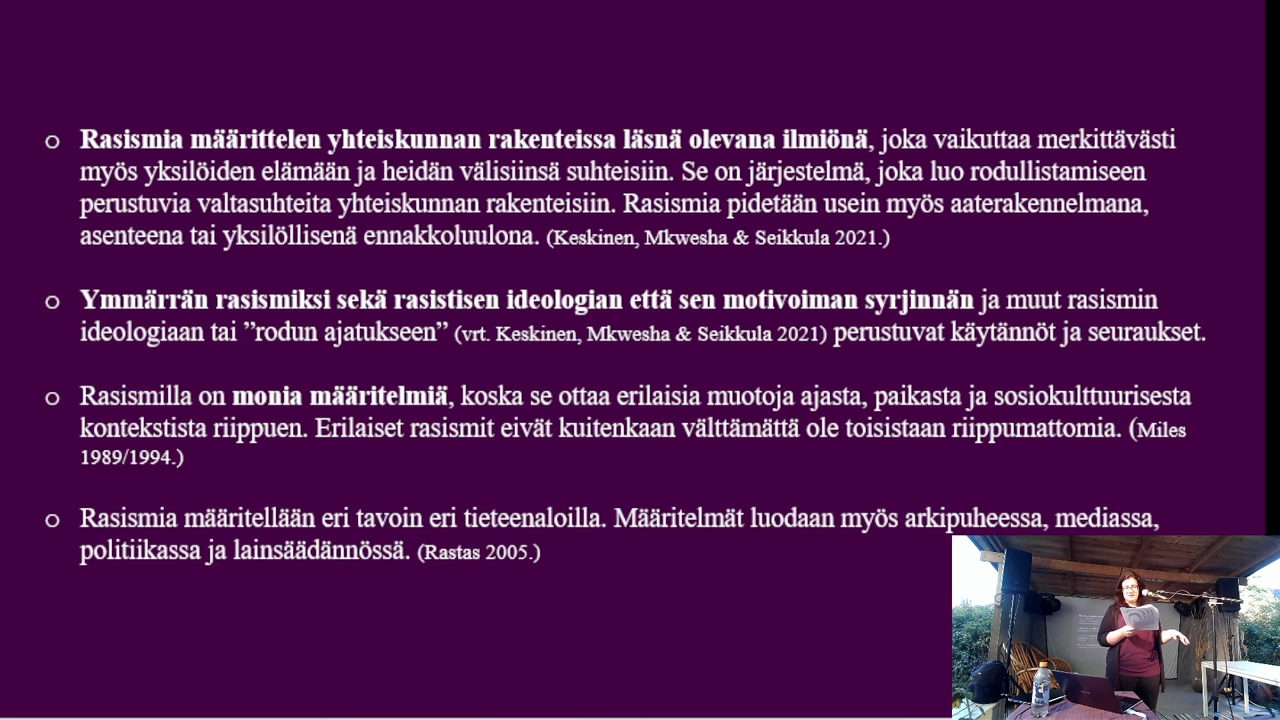 Rasismia määrittelen yhteiskunnan rakenteissa läsnä olevana ilmiönä, joka vaikuttaa merkittävästi
myös yksilöiden elämään ja heidän välisiinsä suhteisiin. Se on järjestelmä, joka luo rodullistamiseen
perustuvia valtasuhteita yhteiskunnan rakenteisiin. Rasismia pidetään usein myös aaterakennelmana,
asenteena tai yksilöllisenä ennakkoluulona. (Keskinen, Mkwesha & Seikkula 2021.)
Ymmärrän rasismiksi sekä rasistisen ideologian että sen motivoiman syrjinnän ja muut rasismin
ideologiaan tai ”rodun ajatukseen” (vrt. Keskinen, Mkwesha & Seikkula 2021) perustuvat käytännöt ja seuraukset.
Rasismilla on monia määritelmiä, koska se ottaa erilaisia muotoja ajasta, paikasta ja sosiokulttuurisesta
kontekstista riippuen. Erilaiset rasismit eivät kuitenkaan välttämättä ole toisistaan riippumattomia. (Miles
1989/1994.)
Rasismia määritellään eri tavoin eri tieteenaloilla. Määritelmät luodaan myös arkipuheessa, mediassa,
politiikassa ja lainsäädännössä. (Rastas 2005.)